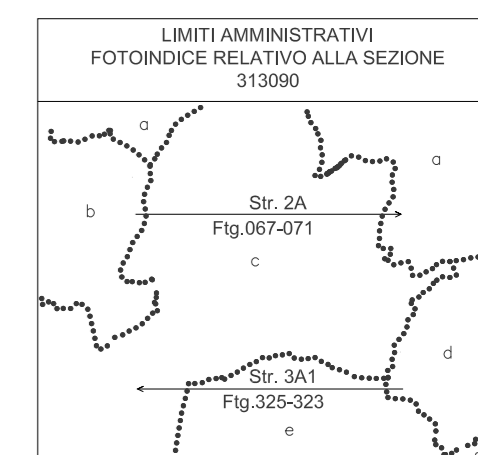 LIMITI AMMINISTRATIVI
FOTOINDICE RELATIVO ALLA SEZIONE
313090
a
a
b
Str. 2A
Ftg.067-071
c
d
Str. 3A1
Ftg.325-323
e